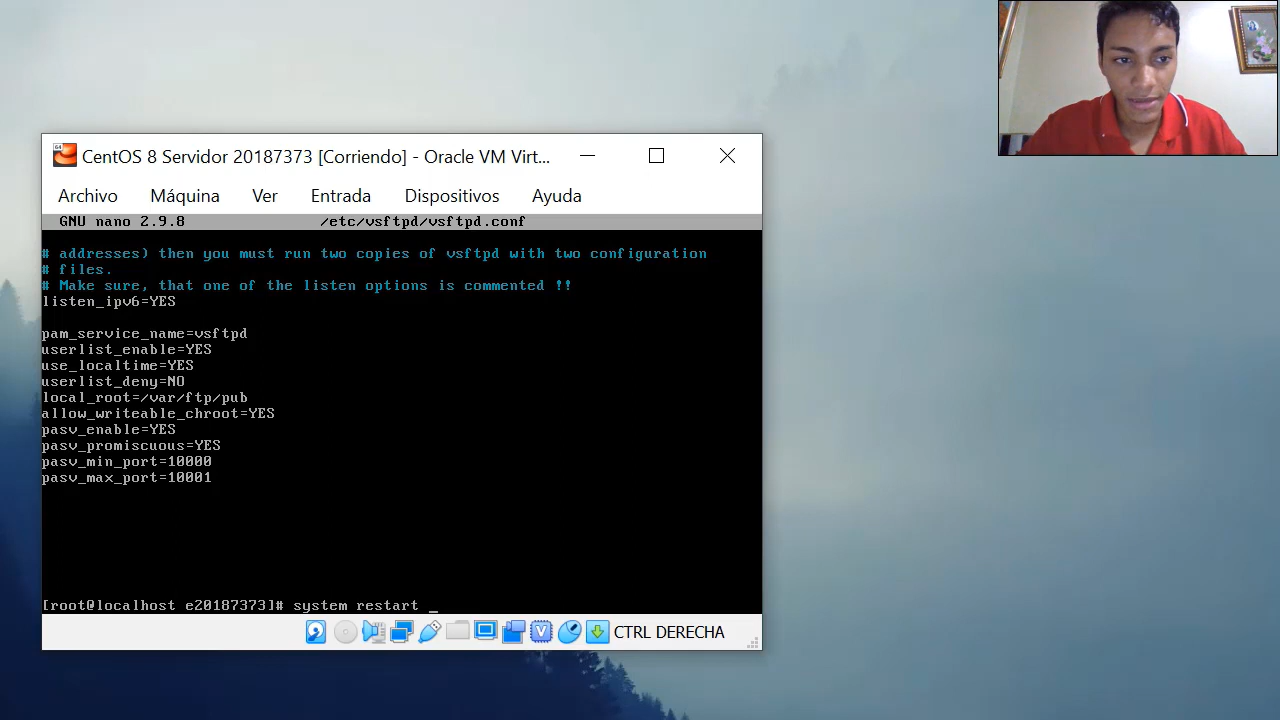 CentOS 8 Servidor 20187373 [Corriendo] - Oracle VM Virt...
Archivo Máquina Ver Entrada Dispositivos Ayuda
GNU nano 2.9.8 /etc/vsftpd/vsftpd.conf
# addresses) then you must run two copies of vsftpd with two configuration
# files.
# Make sure, that one of the listen options is commented !!
listen_ipv6=YES
pam_service_name=vsftpd
userlist_enable=YES
use_localtime=YES
userlist_deny=NO
local_root=/var/ftp/pub
allow_writeable_chroot=YES
pasv_enable=YES
pasv_promiscuous=YES
pasv_min_port=10000
pasv_max_port=10001
[root@localhost e20187373]# system restart _
CTRL DERECHA